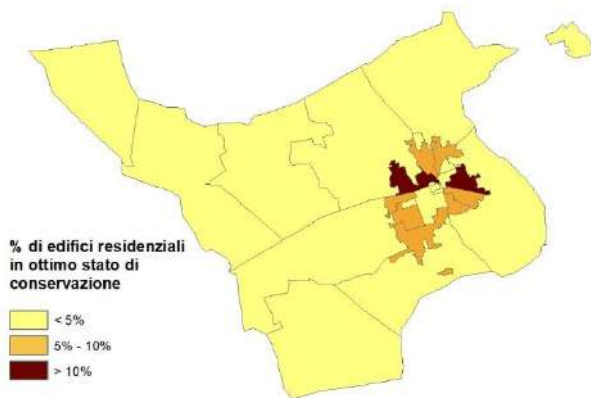 % di edifici residenziali
in ottimo stato di
conservazione
< 5%
5% - 10%
> 10%